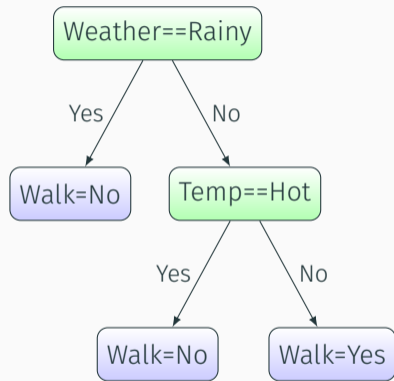 Weather==Rainy
Yes
No
Walk=No
Temp==Hot
Yes
No
Walk=No
Walk=Yes